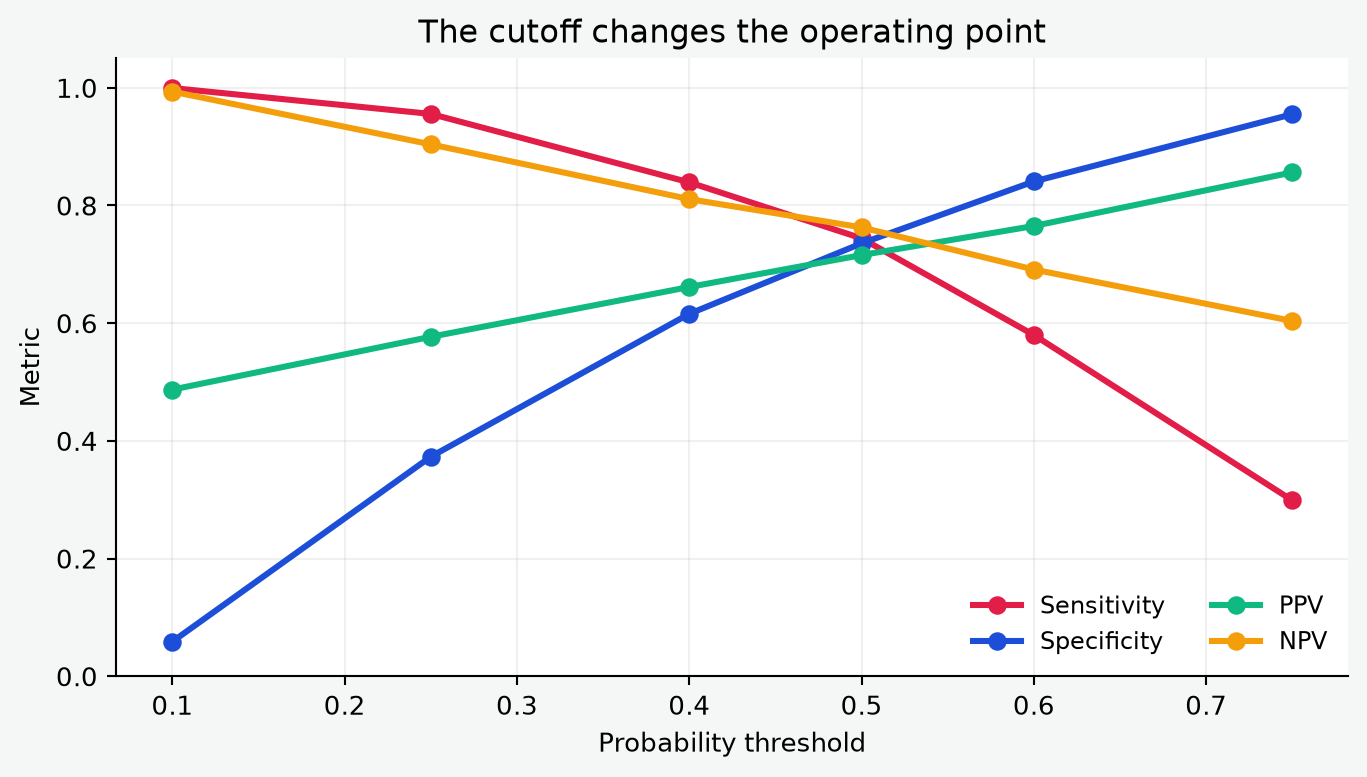 The cutoff changes the operating point
Metric
1.0
0.8
0.6
0.4
0.2
0.0
0.1 0.2 0.3 0.4 0.5 0.6 0.7
Probability threshold
Sensitivity PPV
Specificity NPV